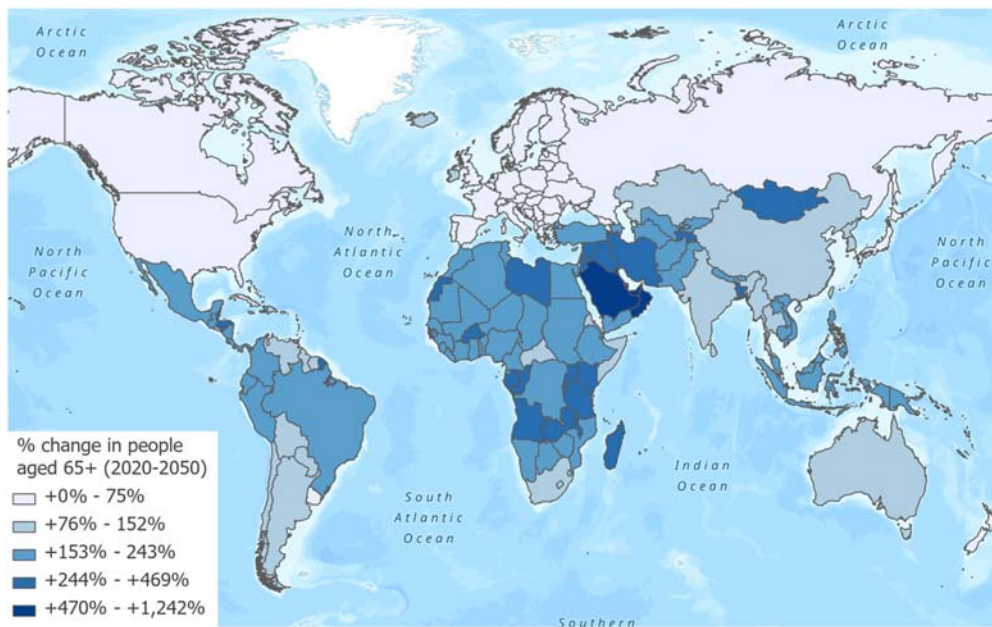 Arctic
Ocean
Arctic
Ocean
North
Pacific
Ocean
North
Atlantic
Ocean
North
Pacific
Ocean
South
Atlantic
Ocean
Indian
Ocean
Southern
% change in people
aged 65+ (2020-2050)
+0% - 75%
+76% - 152%
+153% - 243%
+244% - +469%
+470% - +1,242%